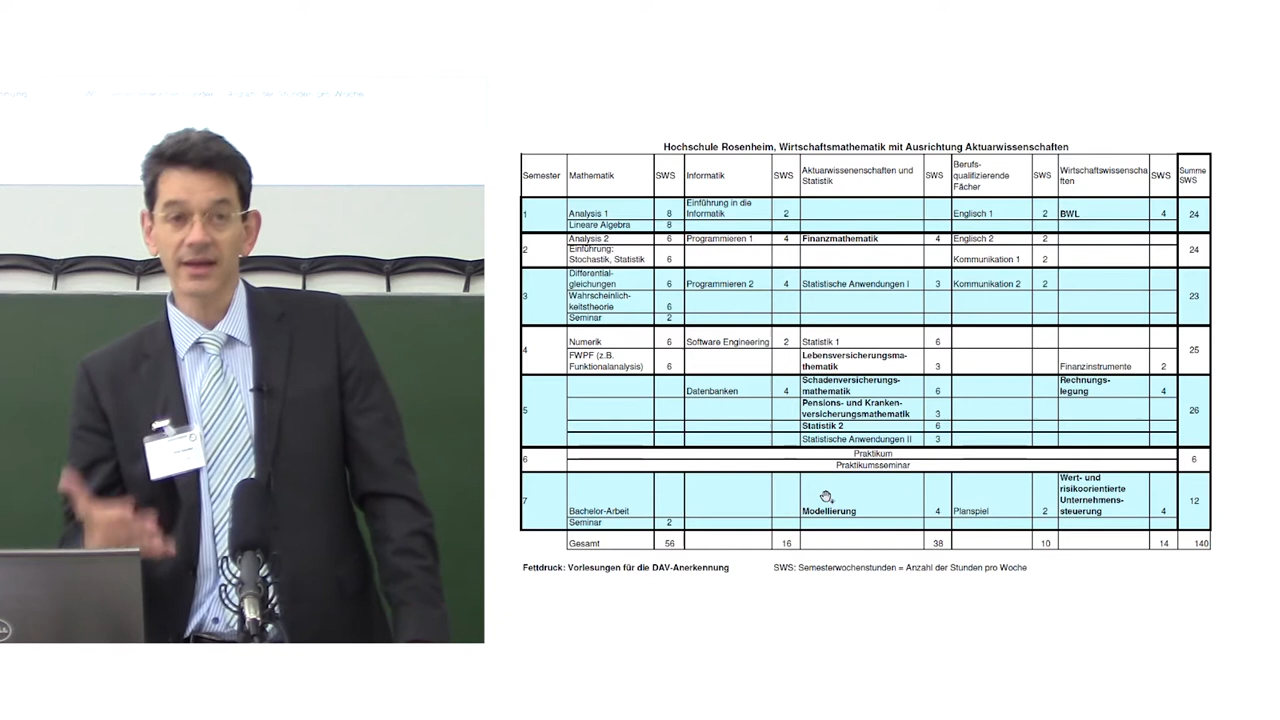 Hochschule Rosenheim, Wirtschaftsmathematik mit Ausrichtung Aktuarwissenschaften
Semester Mathematik SWS Informatik SWS Aktuarwissenenschaften und Statistik SWS Berufs-qualifizierende Fächer SWS Wirtschaftswissenscha ften SWS Summe SWS
1 Analysis 1 8 Einführung in die Informatik 2 Englisch 1 2 BWL 4 24
Lineare Algebra 8
2 Analysis 2 6 Programmieren 1 4 Finanzmathematik 4 Englisch 2 2 24
Einführung: Stochastik, Statistik 6 Kommunikation 1 2
3 Differential-gleichungen 6 Programmieren 2 4 Statistische Anwendungen I 3 Kommunikation 2 2 23
Wahrscheinlich-keitstheorie 6
Seminar 2
4 Numerik 6 Software Engineering 2 Statistik 1 6 25
FWPF (z.B. Funktionalanalysis) 6 Lebensversicherungsma-thematik 3 Finanzinstrumente 2
5 Datenbanken 4 Schadenversicherungs-mathematik 6 Rechnungs-legung 4 26
Pensions- und Kranken-versicherungsmathematik 3
Statistik 2 6
Statistische Anwendungen II 3
6 Praktikum 6
Praktikumsseminar
7 Bachelor-Arbeit Modellierung 4 Planspiel 2 Wert- und risikoorientierte Unternehmens-steuerung 4 12
Seminar 2
Gesamt 56 16 38 10 14 140
Fettdruck: Vorlesungen für die DAV-Anerkennung SWS: Semesterwochenstunden = Anzahl der Stunden pro Woche